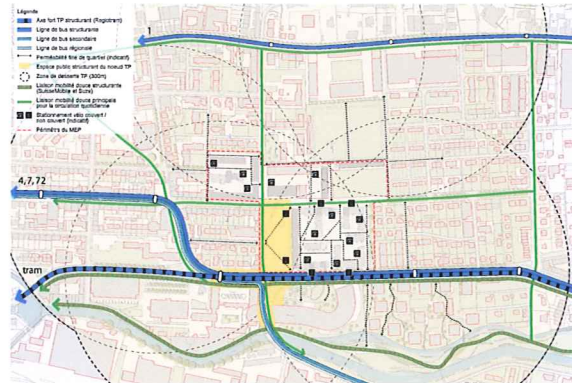 Légende
Axe fort TP structurant (Régiotram)
Ligne de bus structurante
Ligne de bus secondaire
Ligne de bus régionale
Perméabilité fine de quartier (indicatif)
Espace public structurant du noeud TP
Zone de desserte TP (300m)
Liaison mobilité douce structurante
(SuisseMobile et Suze)
Liaison mobilité douce principale
pour la circulation quotidienne
Stationnement vélo couvert /
non couvert (indicatif)
Périmètre du MEP
1
4,7,72
tram